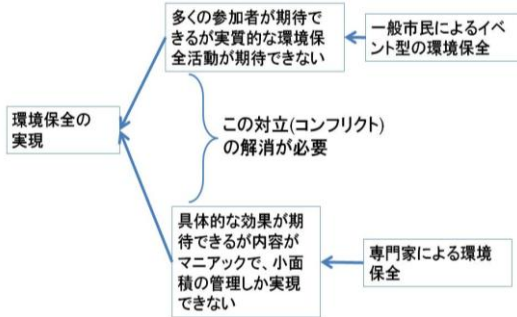 多くの参加者が期待で
きるが実質的な環境保
全活動が期待できない
一般市民によるイベ
ント型の環境保全
環境保全の
実現
この対立(コンフリクト)
の解消が必要
具体的な効果が期
待できるが内容が
マニアックで、小面
積の管理しか実現
できない
専門家による環境
保全